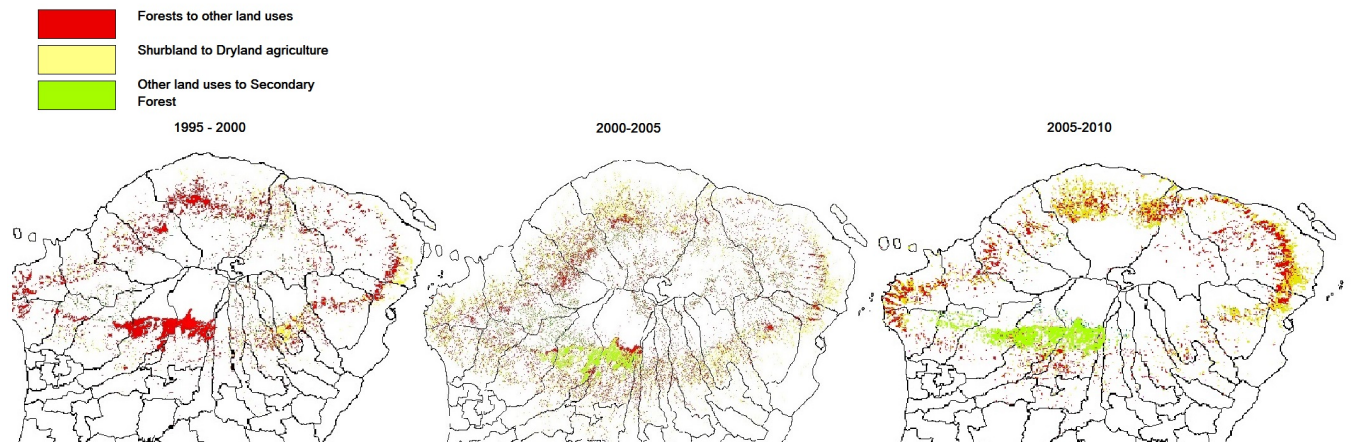 Forests to other land uses
Shurbland to Dryland agriculture
Other land uses to Secondary
Forest
1995 - 2000
2000-2005
2005-2010